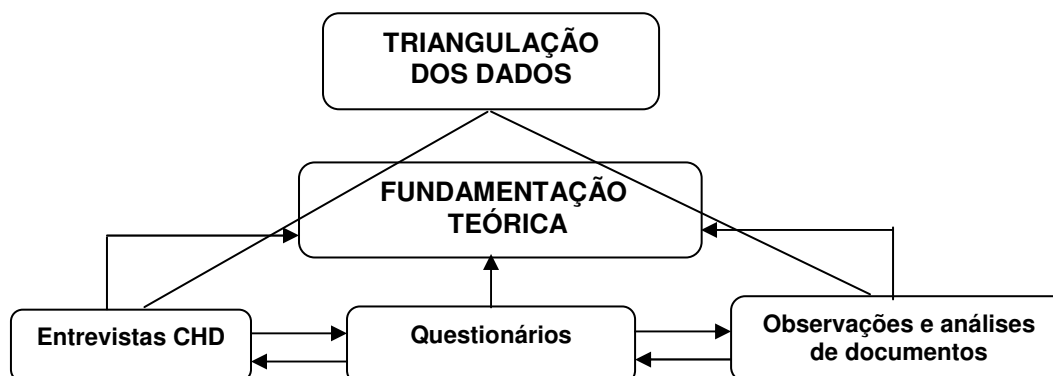 TRIANGULAÇÃO
DOS DADOS
FUNDAMENTAÇÃO
TEÓRICA
Entrevistas CHD
Questionários
Observações e análises
de documentos